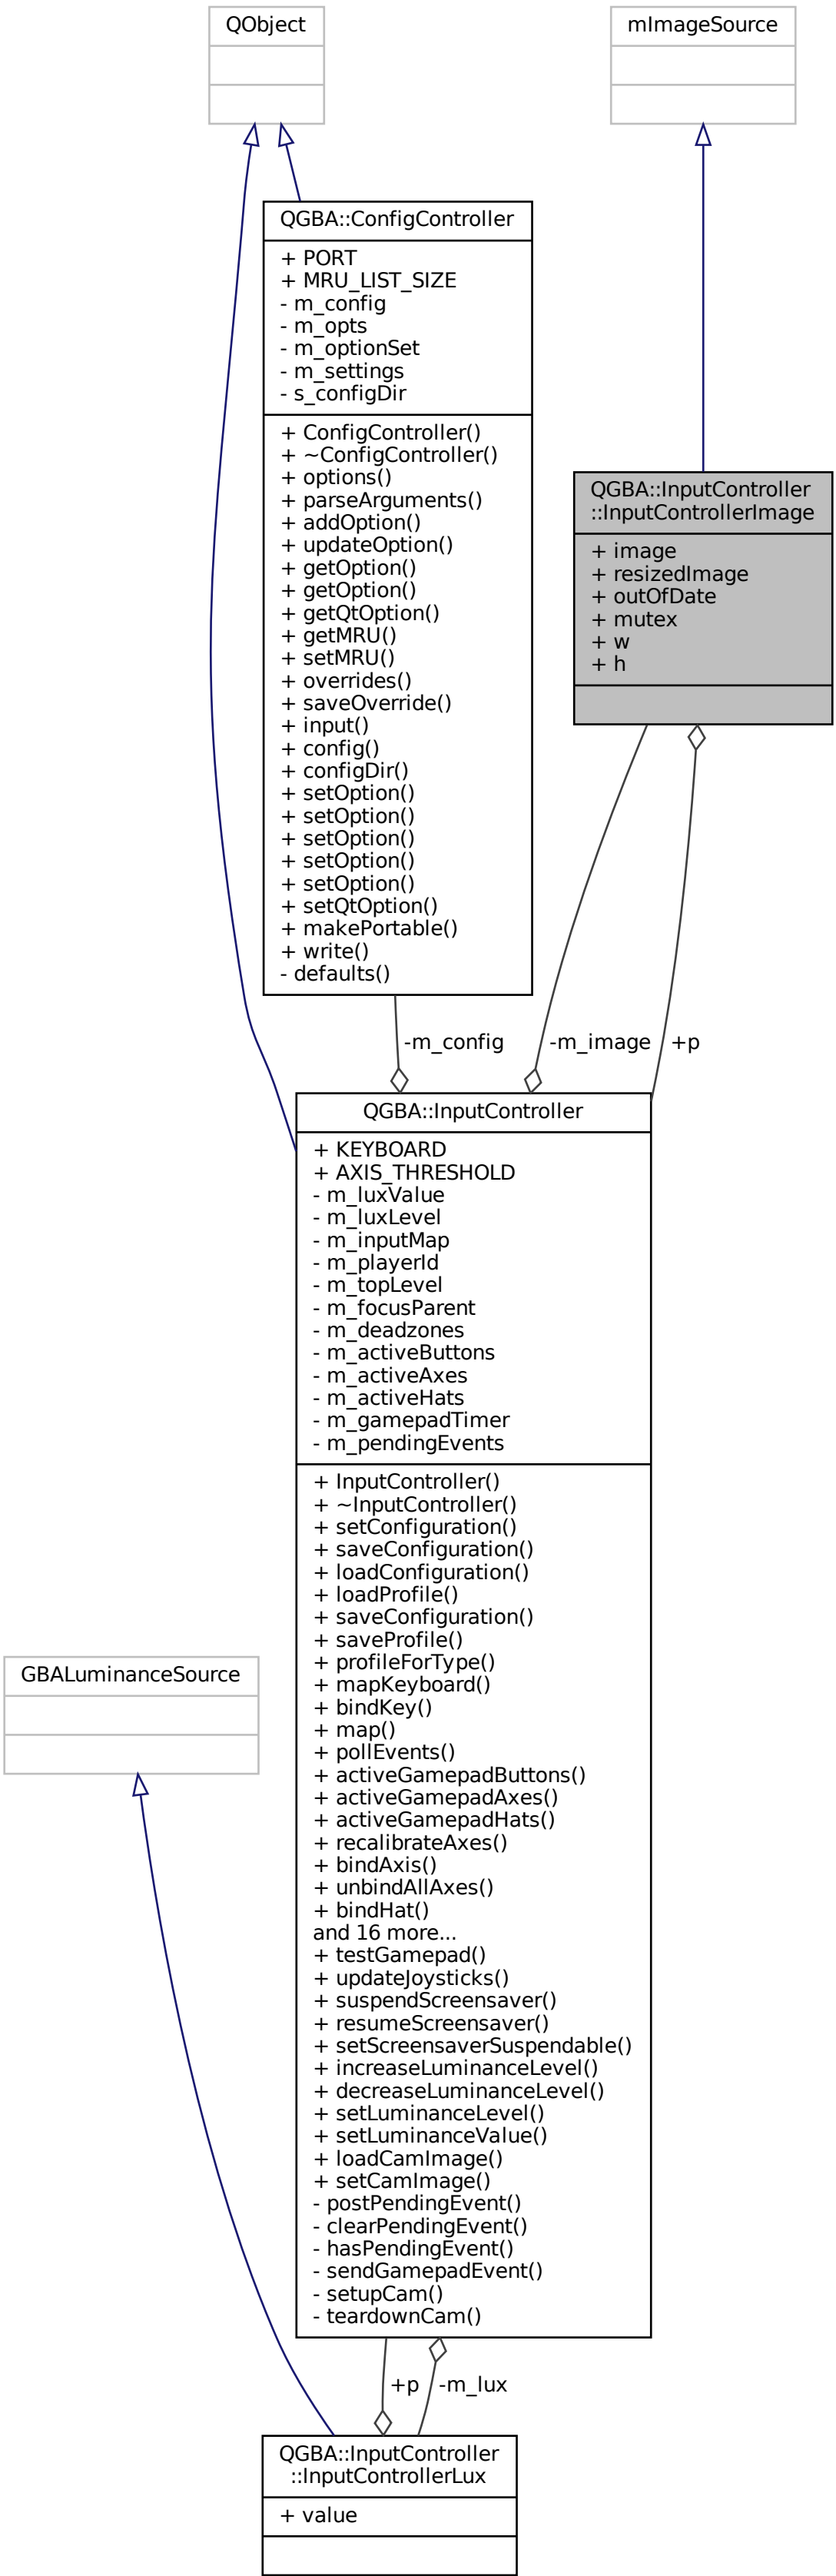 QObject
mImageSource
QGBA::ConfigController
+ PORT
+ MRU_LIST_SIZE
- m_config
- m_opts
- m_optionSet
- m_settings
- s_configDir
+ ConfigController()
+ ~ConfigController()
+ options()
+ parseArguments()
+ addOption()
+ updateOption()
+ getOption()
+ getOption()
+ getQtOption()
+ getMRU()
+ setMRU()
+ overrides()
+ saveOverride()
+ input()
+ config()
+ configDir()
+ setOption()
+ setOption()
+ setOption()
+ setOption()
+ setOption()
+ setQtOption()
+ makePortable()
+ write()
- defaults()
QGBA::InputController
::InputControllerImage
+ image
+ resizedImage
+ outOfDate
+ mutex
+ w
+ h
-m_config
-m_image
+p
QGBA::InputController
+ KEYBOARD
+ AXIS_THRESHOLD
- m_luxValue
- m_luxLevel
- m_inputMap
- m_playerId
- m_topLevel
- m_focusParent
- m_deadzones
- m_activeButtons
- m_activeAxes
- m_activeHats
- m_gamepadTimer
- m_pendingEvents
+ InputController()
+ ~InputController()
+ setConfiguration()
+ saveConfiguration()
+ loadConfiguration()
+ loadProfile()
+ saveConfiguration()
+ saveProfile()
+ profileForType()
+ mapKeyboard()
+ bindKey()
+ map()
+ pollEvents()
+ activeGamepadButtons()
+ activeGamepadAxes()
+ activeGamepadHats()
+ recalibrateAxes()
+ bindAxis()
+ unbindAllAxes()
+ bindHat()
and 16 more...
+ testGamepad()
+ updateJoysticks()
+ suspendScreensaver()
+ resumeScreensaver()
+ setScreensaverSuspendable()
+ increaseLuminanceLevel()
+ decreaseLuminanceLevel()
+ setLuminanceLevel()
+ setLuminanceValue()
+ loadCamImage()
+ setCamImage()
- postPendingEvent()
- clearPendingEvent()
- hasPendingEvent()
- sendGamepadEvent()
- setupCam()
- teardownCam()
GBALuminanceSource
+p
-m_lux
QGBA::InputController
::InputControllerLux
+ value